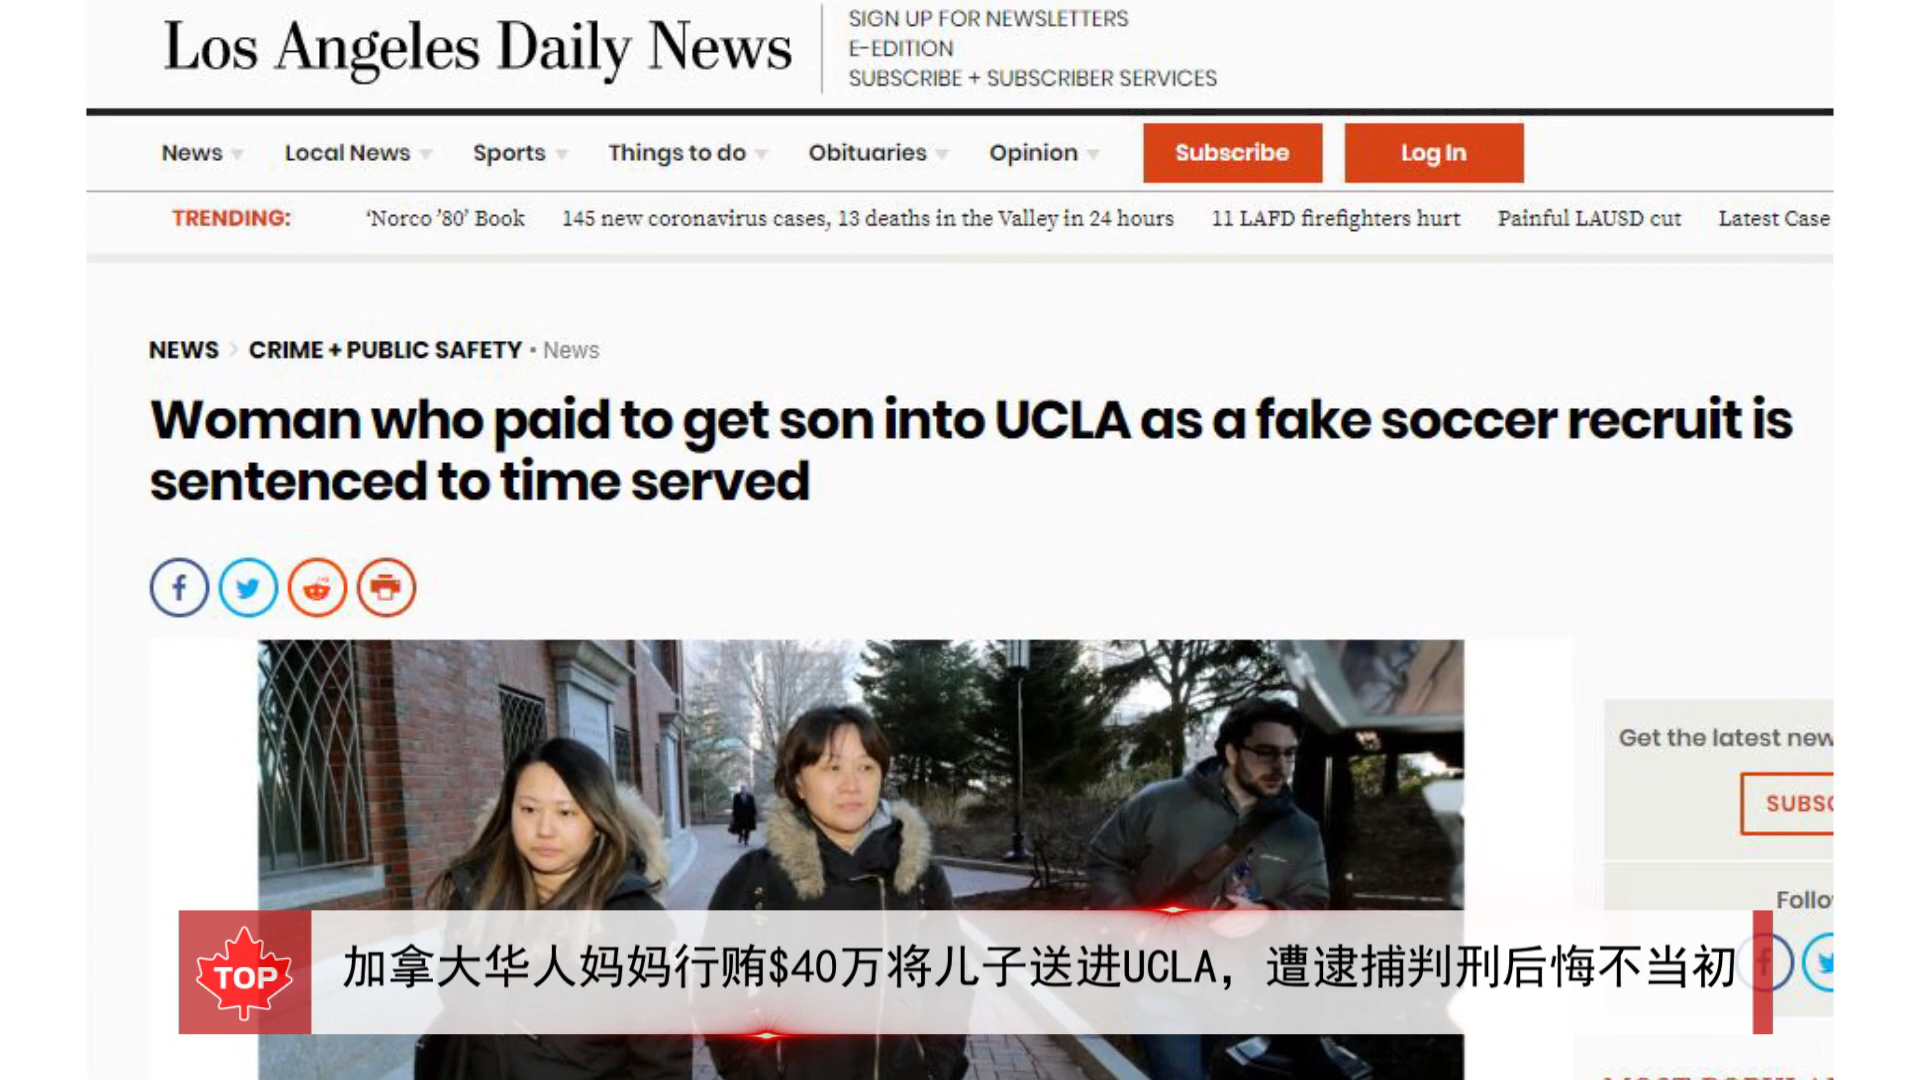 Los Angeles Daily News
SIGN UP FOR NEWSLETTERS
E-EDITION
SUBSCRIBE + SUBSCRIBER SERVICES
News Local News Sports Things to do Obituaries Opinion Subscribe Log In
TRENDING: ‘Norco ’80’ Book 145 new coronavirus cases, 13 deaths in the Valley in 24 hours 11 LAFD firefighters hurt Painful LAUSD cut Latest Case
NEWS > CRIME + PUBLIC SAFETY • News
Woman who paid to get son into UCLA as a fake soccer recruit is
sentenced to time served
Get the latest new
SUBSC
Follo
TOP
加拿大华人妈妈行贿$40万将儿子送进UCLA，遭逮捕判刑后悔不当初